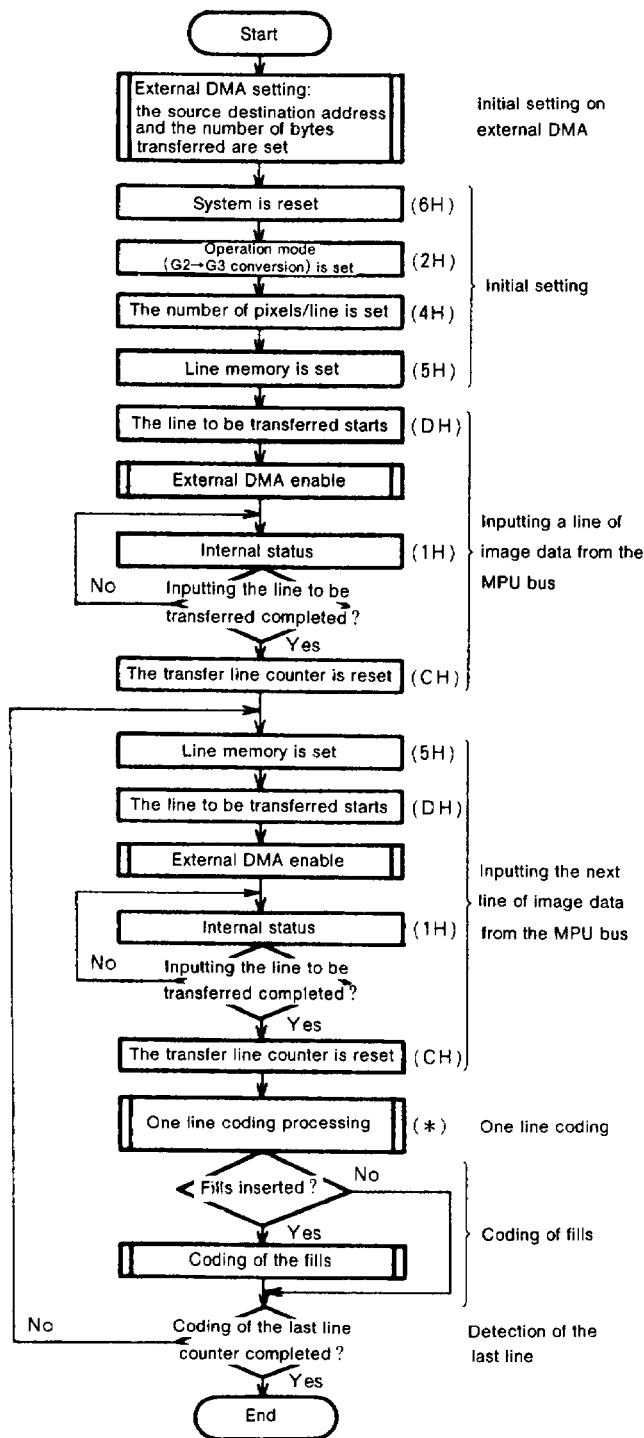 Start
External DMA setting:
the source destination address
and the number of bytes
transferred are set
Initial setting on
external DMA
System is reset
(6H)
Operation mode
(G2→G3 conversion) is set
(2H)
Initial setting
The number of pixels/line is set
(4H)
Line memory is set
(5H)
The line to be transferred starts
(DH)
External DMA enable
Internal status
(1H)
Inputting a line of
image data from the
MPU bus
No
Inputting the line to be
transferred completed?
Yes
The transfer line counter is reset
(CH)
Line memory is set
(5H)
The line to be transferred starts
(DH)
External DMA enable
Inputting the next
line of image data
from the MPU bus
Internal status
(1H)
No
Inputting the line to be
transferred completed?
Yes
The transfer line counter is reset
(CH)
One line coding processing
(*)
One line coding
Fills inserted?
No
Yes
Coding of fills
Coding of the fills
No
Coding of the last line
counter completed?
Yes
Detection of the
last line
End